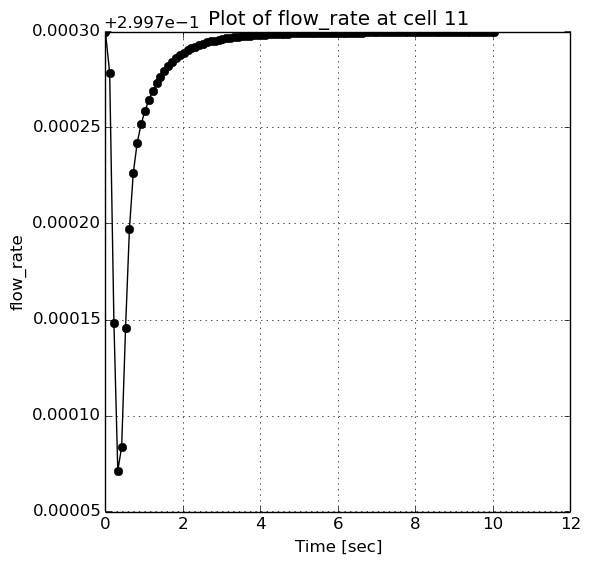 +2.997e−1
Plot of flow_rate at cell 11
0.00030
0.00025
0.00020
0.00015
0.00010
0.00005
flow_rate
0 2 4 6 8 10 12
Time [sec]